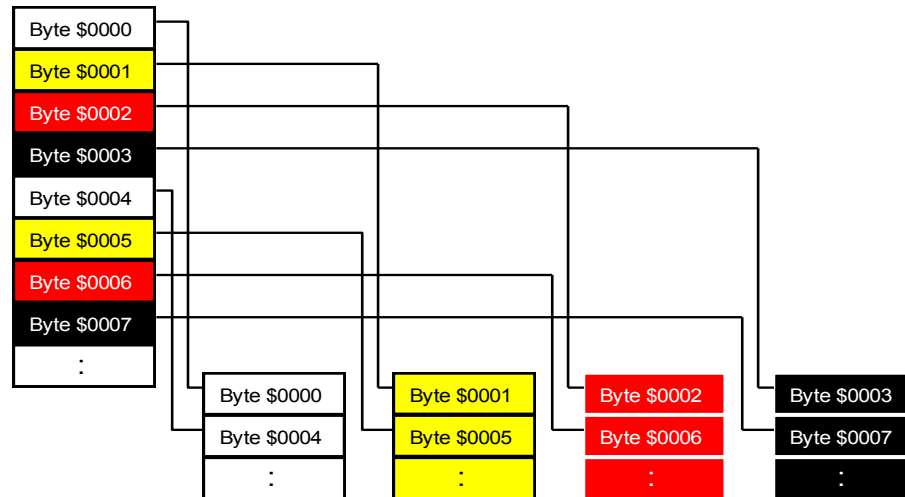 Byte $0000
Byte $0001
Byte $0002
Byte $0003
Byte $0004
Byte $0005
Byte $0006
Byte $0007
:
Byte $0000
Byte $0004
:
Byte $0001
Byte $0005
:
Byte $0002
Byte $0006
:
Byte $0003
Byte $0007
: